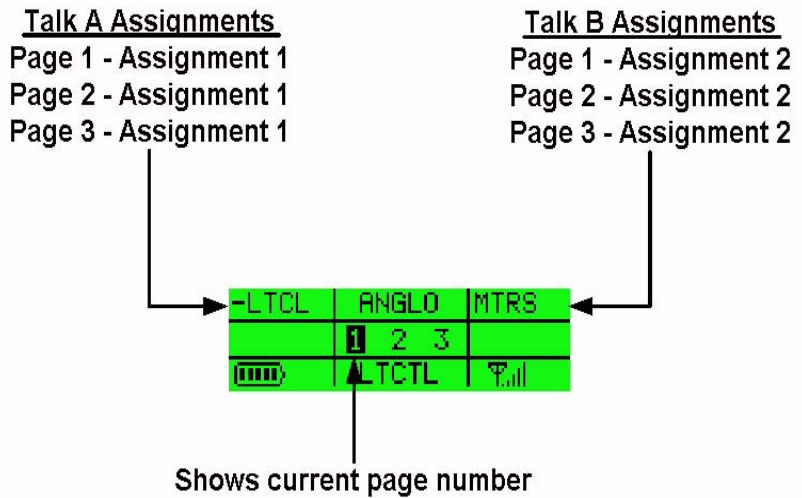 Talk A Assignments
Page 1 - Assignment 1
Page 2 - Assignment 1
Page 3 - Assignment 1
Talk B Assignments
Page 1 - Assignment 2
Page 2 - Assignment 2
Page 3 - Assignment 2
-LTCL ANGLO MTRS
1 2 3
LTCTL
Shows current page number